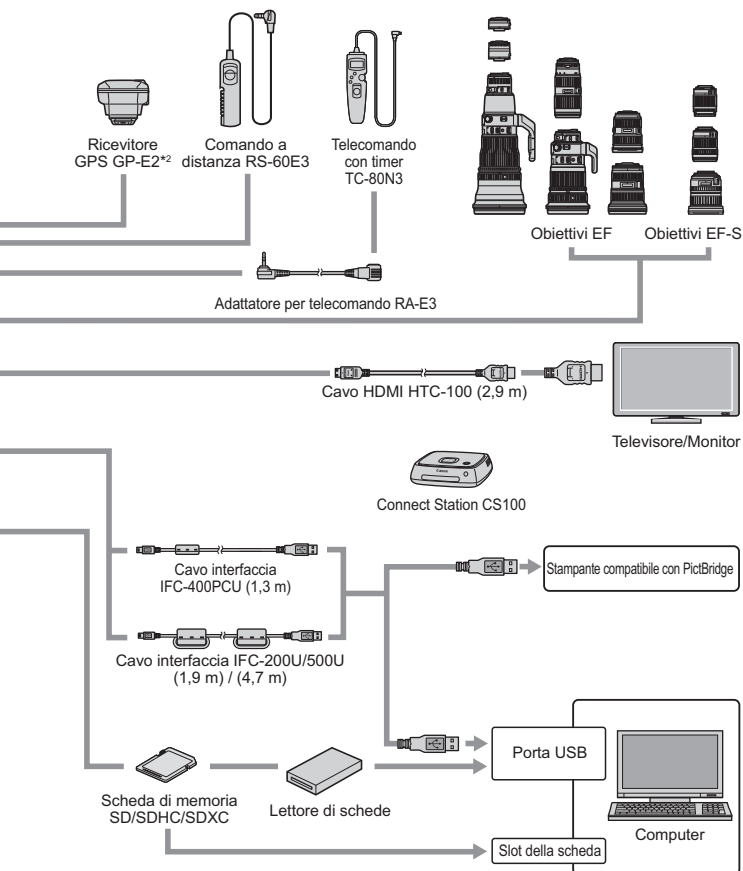 Ricevitore
GPS GP-E2*2
Comando a
distanza RS-60E3
Telecomando
con timer
TC-80N3
Obiettivi EF
Obiettivi EF-S
Adattatore per telecomando RA-E3
Cavo HDMI HTC-100 (2,9 m)
Televisore/Monitor
Canon
Connect Station CS100
Cavo interfaccia
IFC-400PCU (1,3 m)
Stampante compatibile con PictBridge
Cavo interfaccia IFC-200U/500U
(1,9 m) / (4,7 m)
Porta USB
Scheda di memoria
SD/SDHC/SDXC
Lettore di schede
Computer
Slot della scheda